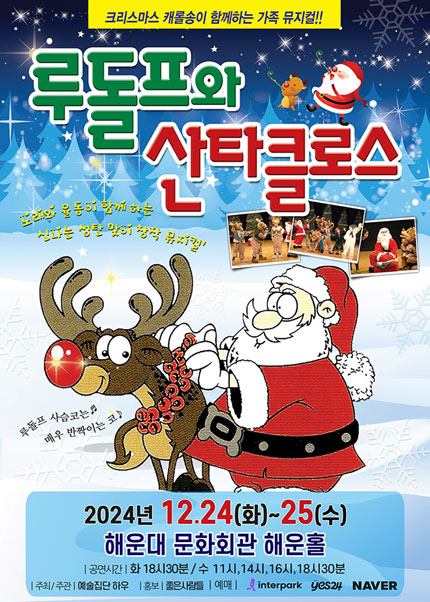 크리스마스 캐롤송이 함께하는 가족 뮤지컬!!
루돌프와
산타클로스
노래와 율동이 함께 하는
신나는 성탄 맞이 창작 뮤지컬
루돌프 사슴코는♬
매우 반짝이는 코♪
2024년 12.24(화)~25(수)
해운대 문화회관 해운홀
| 공연시간 | 화 18시30분 / 수 11시,14시,16시,18시30분
| 주최/주관 | 예술집단 하우 | 홍보 | 좋은사람들 | 예매 | interpark yes24 NAVER